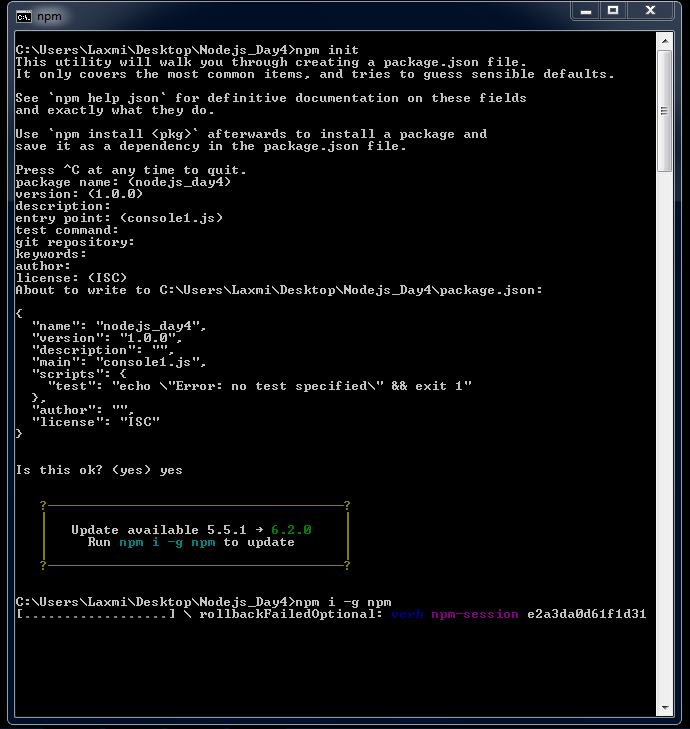 npm
C:\Users\Laxmi\Desktop\Nodejs_Day4>npm init
This utility will walk you through creating a package.json file.
It only covers the most common items, and tries to guess sensible defaults.
See `npm help json` for definitive documentation on these fields
and exactly what they do.
Use `npm install <pkg>` afterwards to install a package and
save it as a dependency in the package.json file.
Press ^C at any time to quit.
package name: (nodejs_day4)
version: (1.0.0)
description:
entry point: (console1.js)
test command:
git repository:
keywords:
author:
license: (ISC)
About to write to C:\Users\Laxmi\Desktop\Nodejs_Day4\package.json:
{
  "name": "nodejs_day4",
  "version": "1.0.0",
  "description": "",
  "main": "console1.js",
  "scripts": {
    "test": "echo \"Error: no test specified\" && exit 1"
  },
  "author": "",
  "license": "ISC"
}
Is this ok? (yes) yes
?───────────────────────────────────?
Update available 5.5.1 → 6.2.0
Run npm i -g npm to update
?───────────────────────────────────?
C:\Users\Laxmi\Desktop\Nodejs_Day4>npm i -g npm
[..................] \ rollbackFailedOptional: verb npm-session e2a3da0d61f1d31